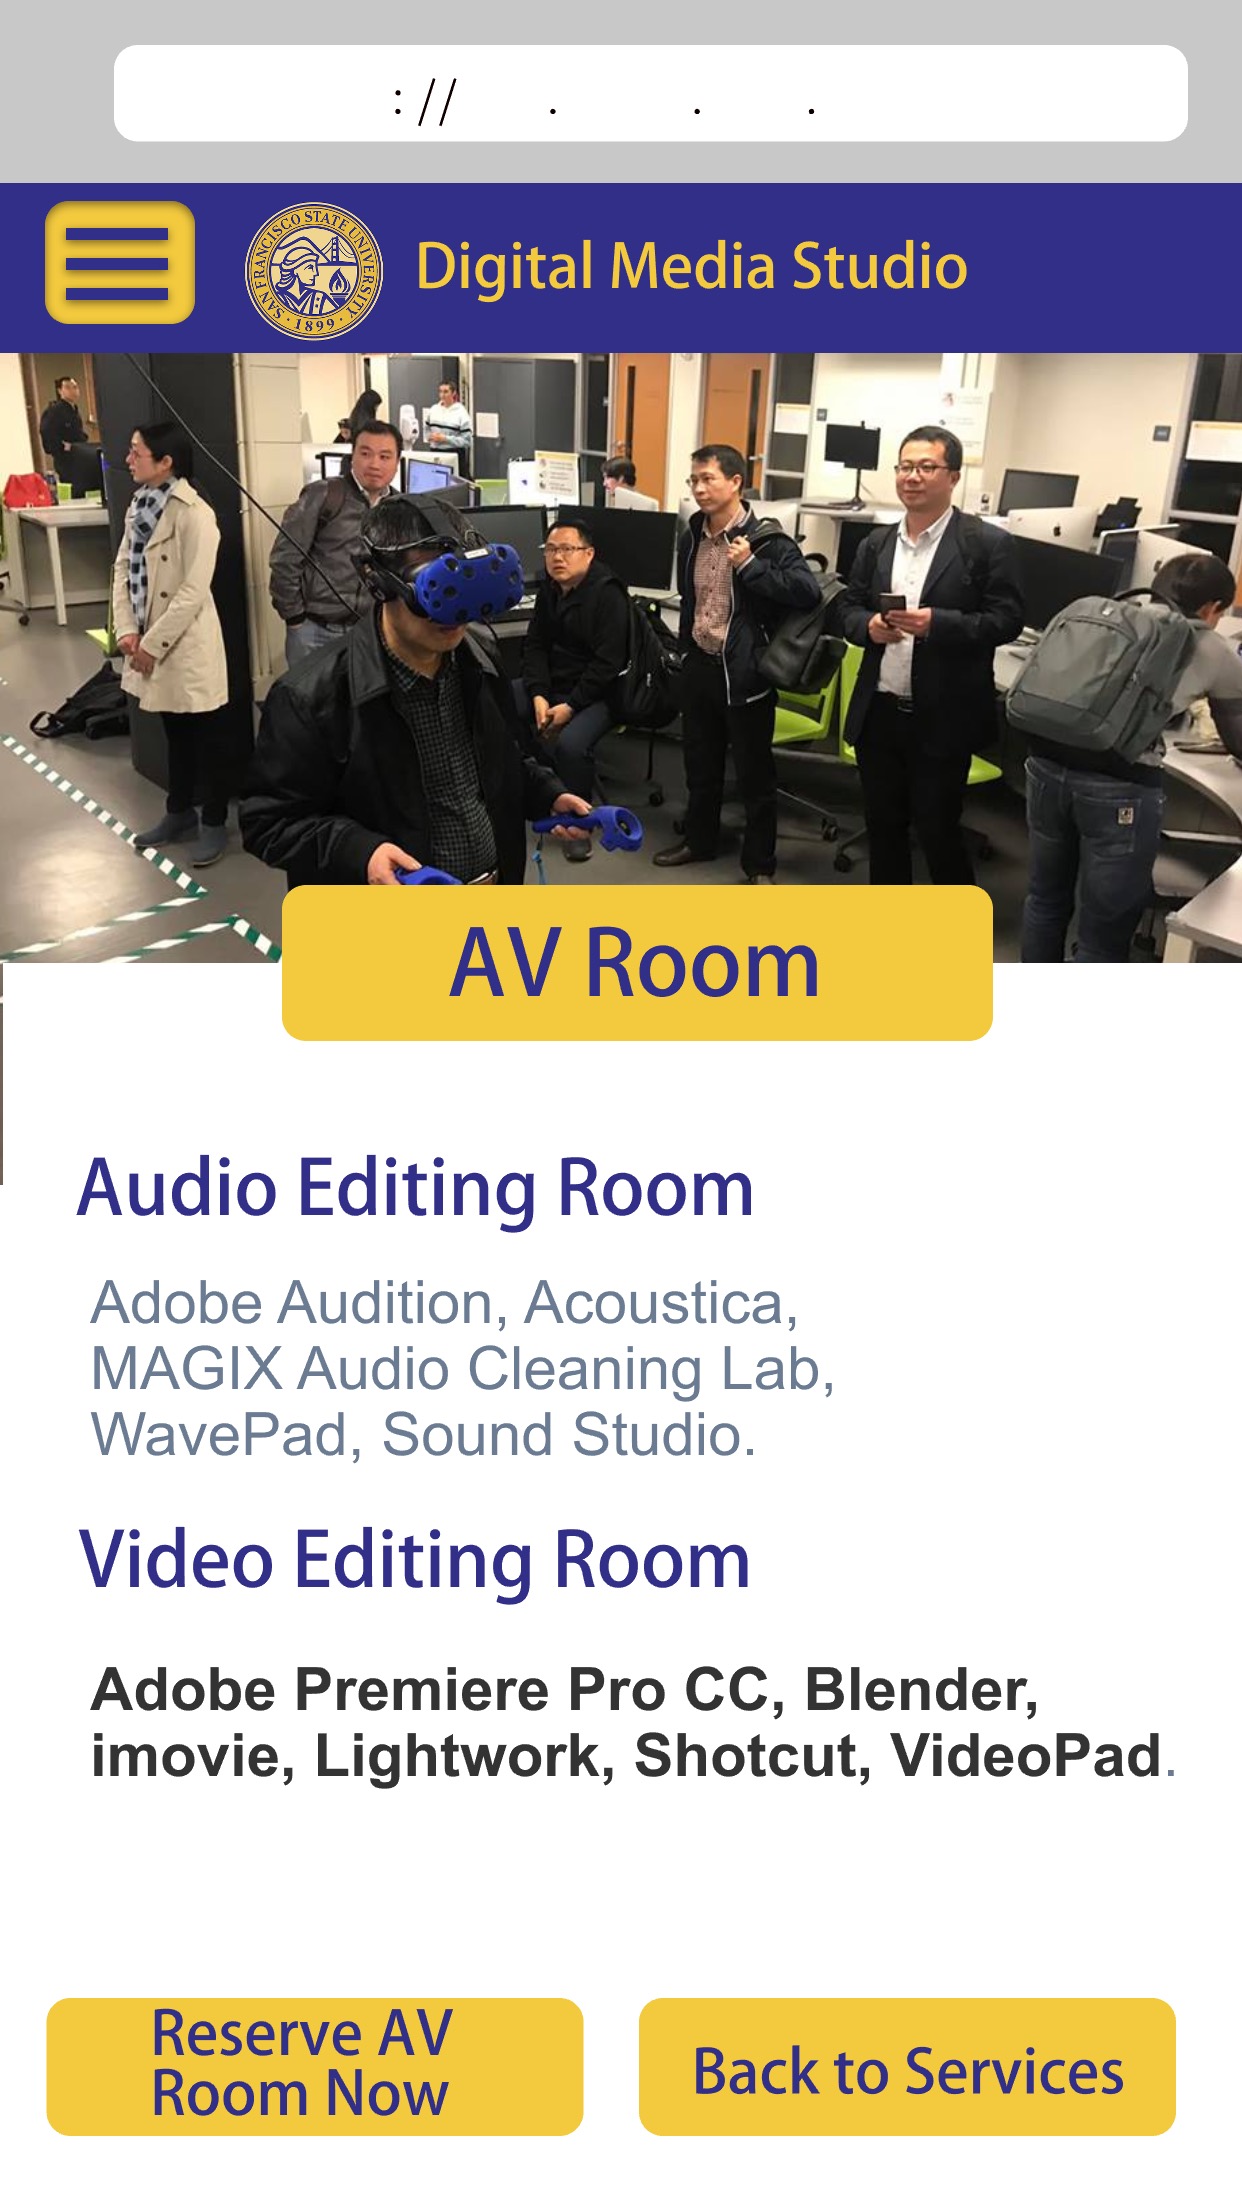 :// . . .
SAN FRANCISCO STATE UNIVERSITY
· 1899 ·
Digital Media Studio
AV Room
Audio Editing Room
Adobe Audition, Acoustica,
MAGIX Audio Cleaning Lab,
WavePad, Sound Studio.
Video Editing Room
Adobe Premiere Pro CC, Blender,
imovie, Lightwork, Shotcut, VideoPad.
Reserve AV
Room Now
Back to Services